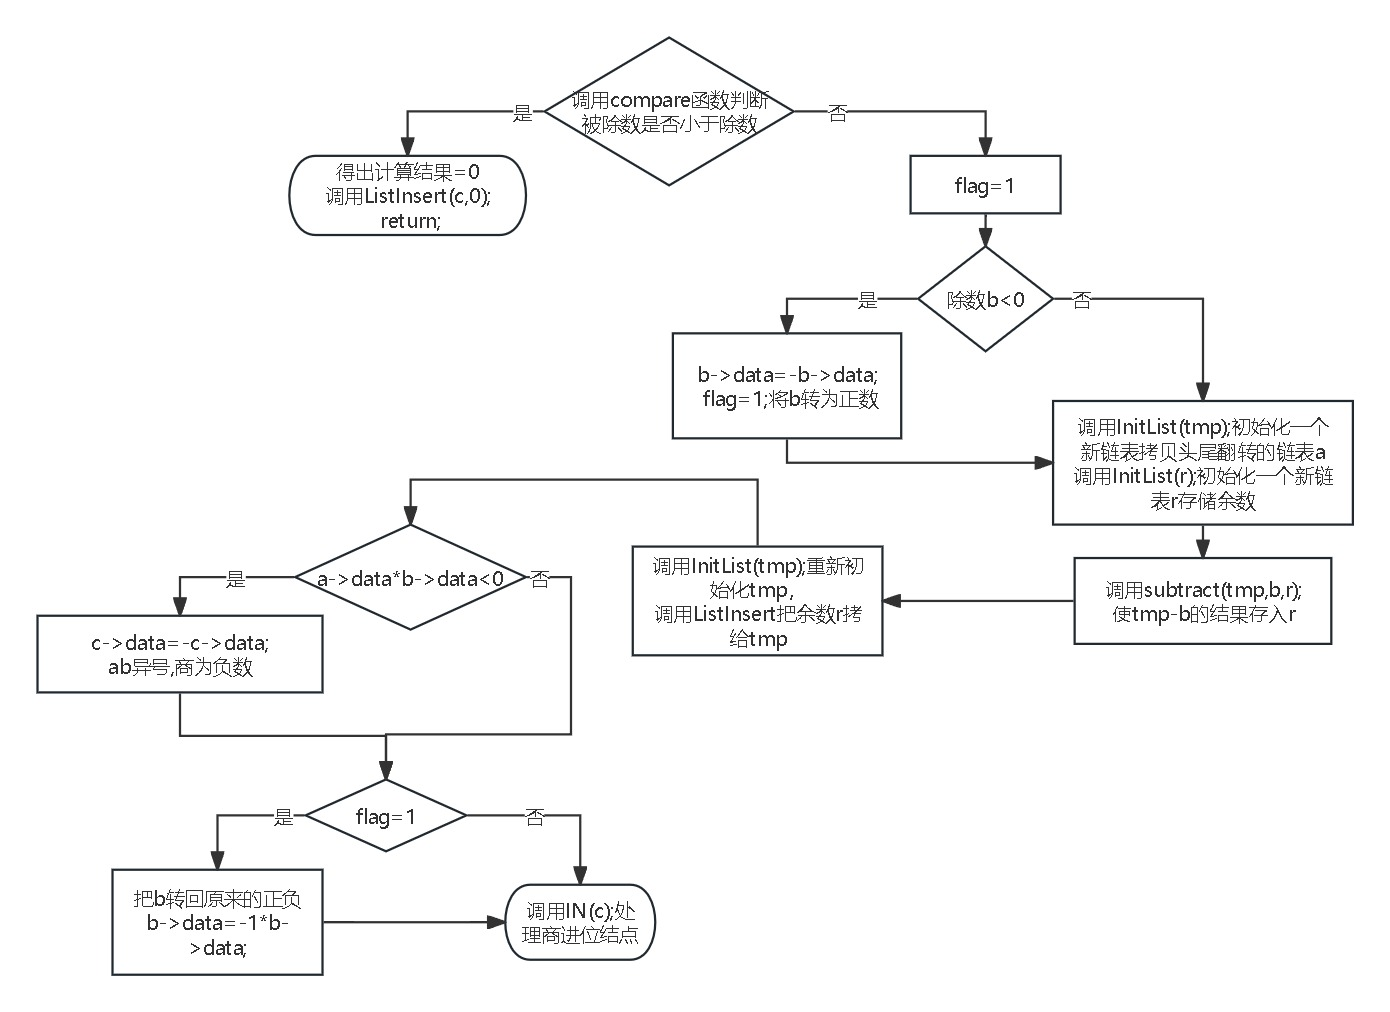 调用compare函数判断
被除数是否小于除数
是
否
得出计算结果=0
调用ListInsert(c,0);
return;
flag=1
除数b<0
是
否
b->data=-b->data;
flag=1;将b转为正数
调用InitList(tmp);初始化一个
新链表拷贝头尾翻转的链表a
调用InitList(r);初始化一个新链
表r存储余数
调用subtract(tmp,b,r);
使tmp-b的结果存入r
调用InitList(tmp);重新初
始化tmp,
调用ListInsert把余数r拷
给tmp
a->data*b->data<0
是
否
c->data=-c->data;
ab异号,商为负数
flag=1
是
否
把b转回原来的正负
b->data=-1*b-
>data;
调用IN(c);处
理商进位结点